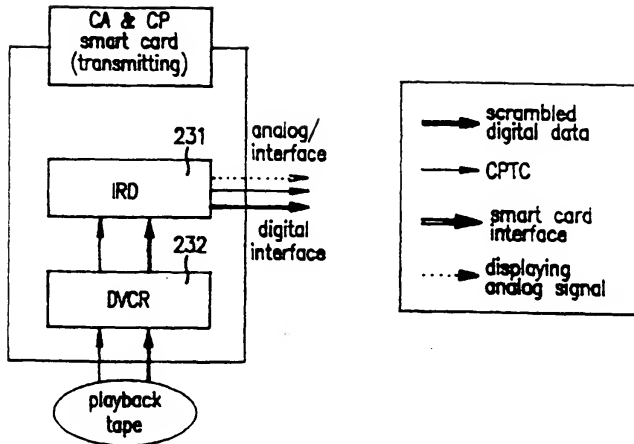 CA & CP
smart card
(transmitting)
231
analog/
interface
IRD
digital
interface
232
DVCR
playback
tape
scrambled
digital data
CPTC
smart card
interface
displaying
analog signal